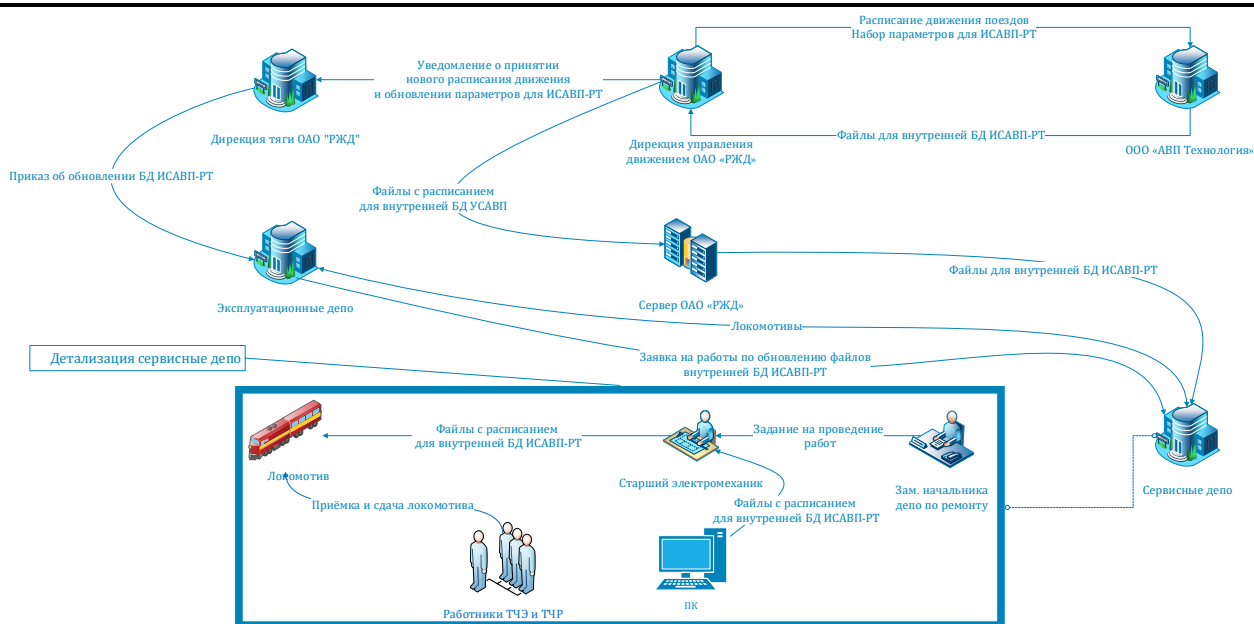 Расписание движения поездов
Набор параметров для ИСАВП-РТ
Уведомление о принятии
нового расписания движения
и обновлении параметров для ИСАВП-РТ
Дирекция тяги ОАО "РЖД"
Дирекция управления
движением ОАО «РЖД»
Файлы для внутренней БД ИСАВП-РТ
ООО «АВП Технология»
Приказ об обновлении БД ИСАВП-РТ
Файлы с расписанием
для внутренней БД УСАВП
Файлы для внутренней БД ИСАВП-РТ
Эксплуатационные депо
Сервер ОАО «РЖД»
Локомотивы
Детализация сервисные депо
Заявка на работы по обновлению файлов
внутренней БД ИСАВП-РТ
Файлы с расписанием
для внутренней БД ИСАВП-РТ
Задание на проведение
работ
Локомотив
Старший электромеханик
Зам. начальника
депо по ремонту
Сервисные депо
Приёмка и сдача локомотива
Файлы с расписанием
для внутренней БД ИСАВП-РТ
Работники ТЧЭ и ТЧР
ПК